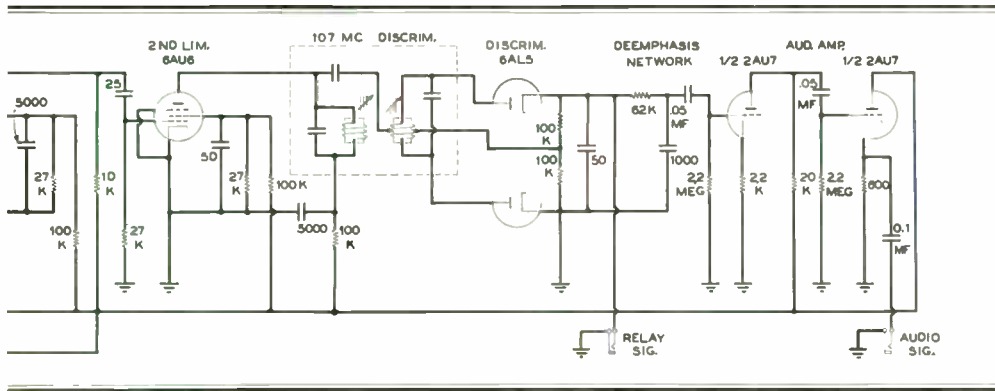 2ND LIM.
6AU6
107 MC DISCRIM.
DISCRIM.
6AL5
DEEMPHASIS
NETWORK
AUD. AMP.
1/2 2AU7
1/2 2AU7
25
.05
MF
5000
62K
.05
MF
100
K
50
27
K
10
K
50
27
K
100K
100
K
1000
2.2
MEG
2.2
K
20
K
2.2
MEG
600
100
K
27
K
5000
100
K
0.1
MF
RELAY
SIG.
AUDIO
SIG.